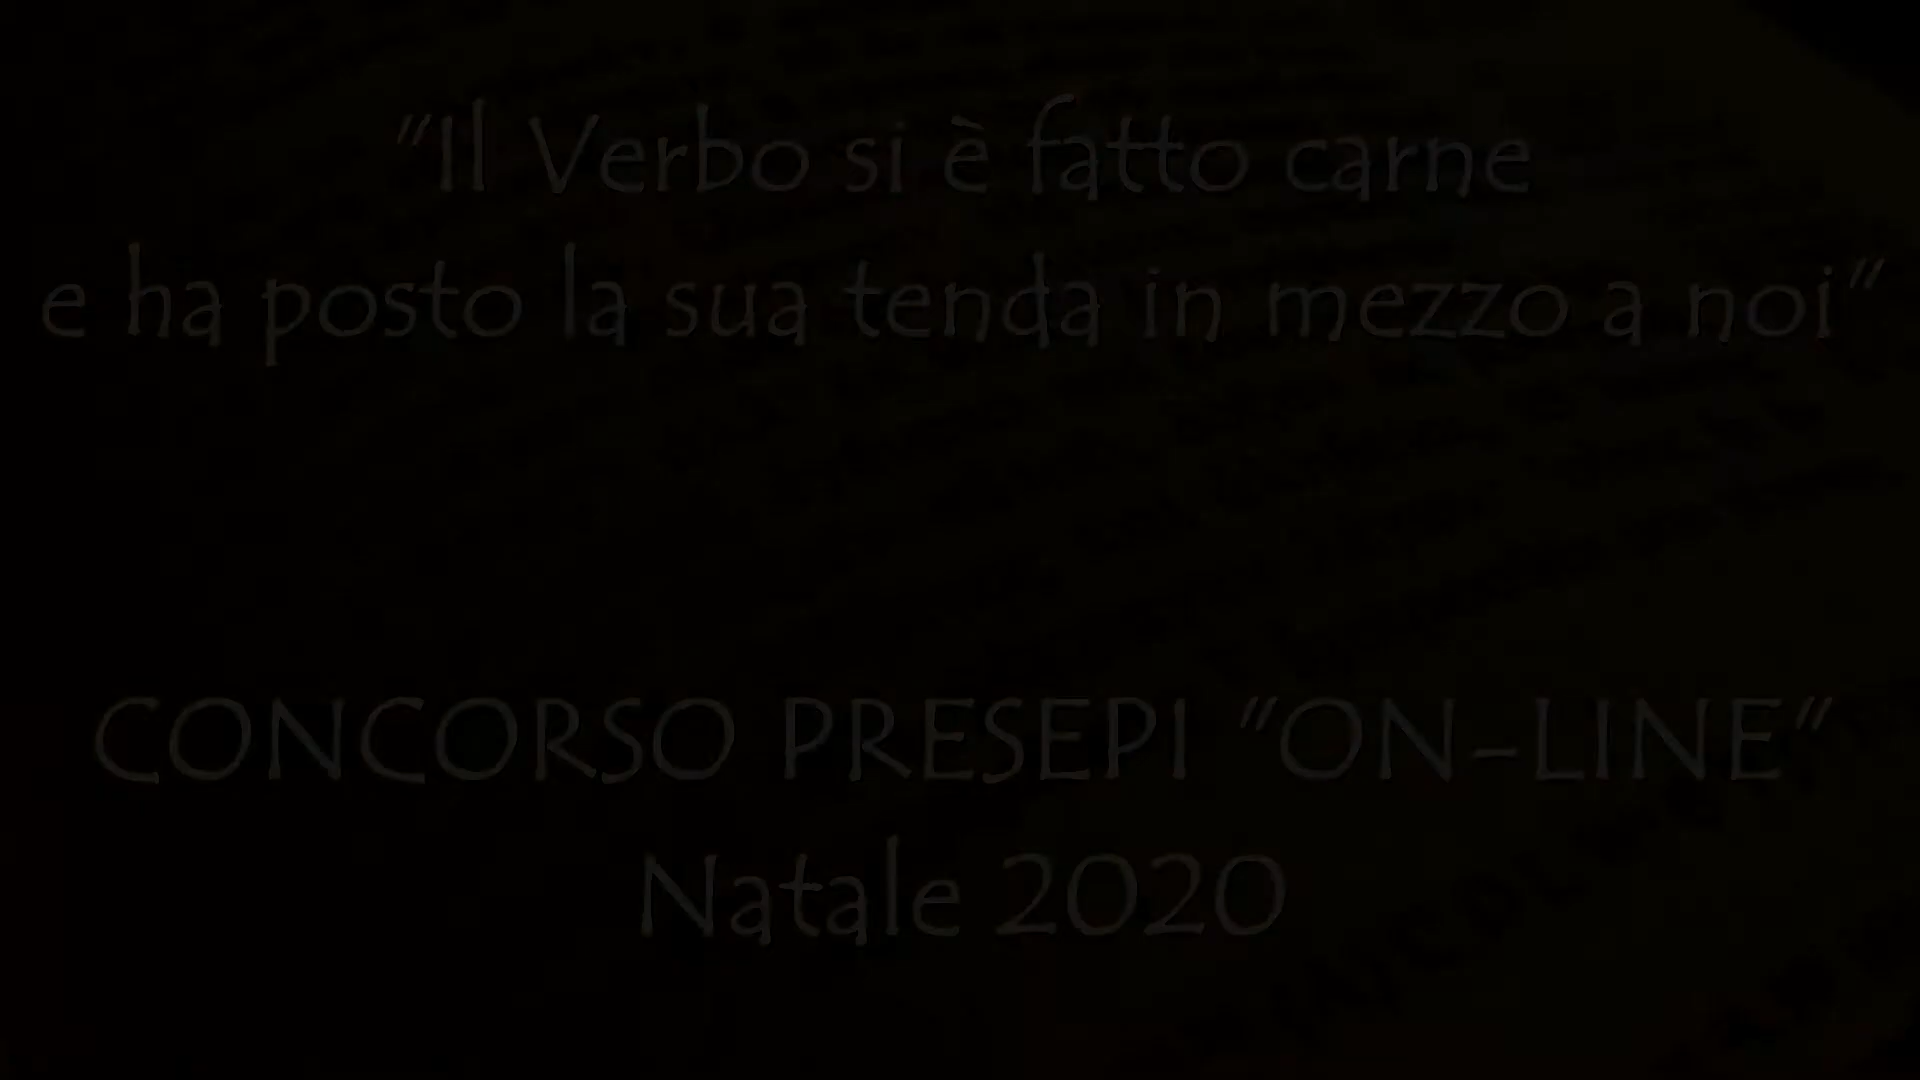 "Il Verbo si è fatto carne
e ha posto la sua tenda in mezzo a noi"
CONCORSO PRESEPI "ON-LINE"
Natale 2020